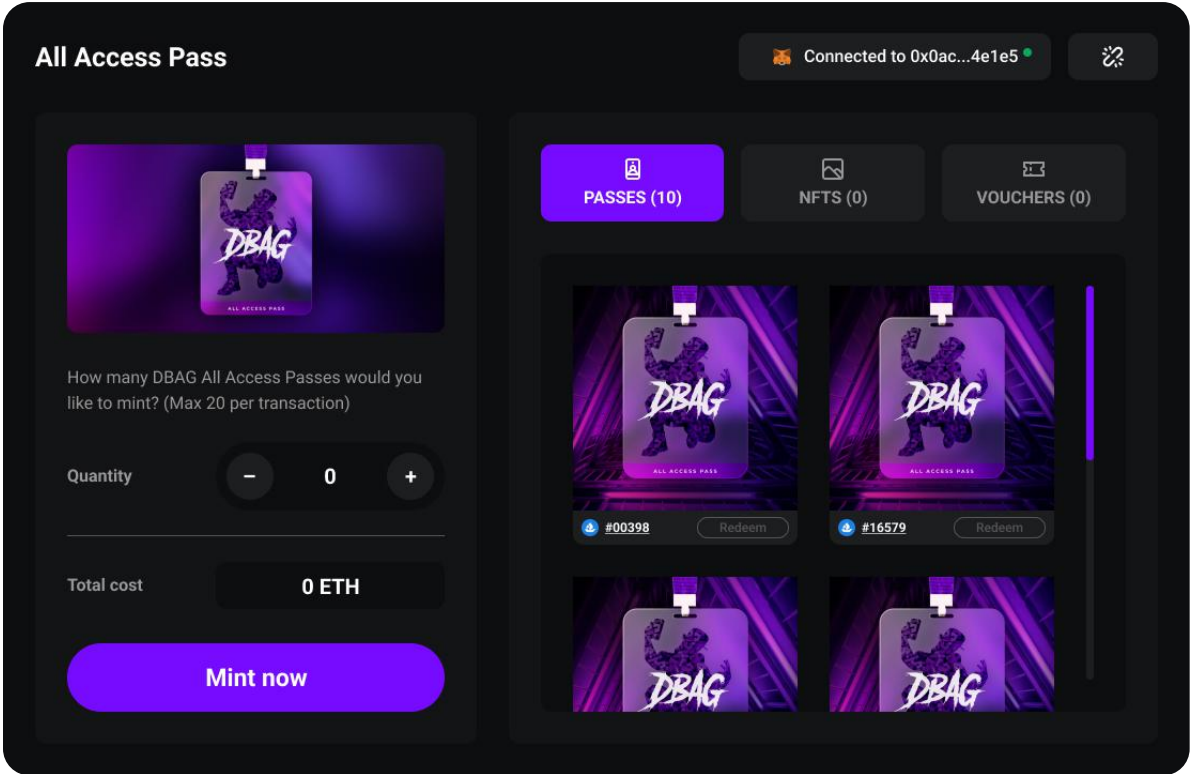 All Access Pass
Connected to 0x0ac...4e1e5
DBAG
ALL ACCESS PASS
How many DBAG All Access Passes would you
like to mint? (Max 20 per transaction)
Quantity
−
0
+
Total cost
0 ETH
Mint now
PASSES (10)
NFTS (0)
VOUCHERS (0)
DBAG
ALL ACCESS PASS
#00398
Redeem
DBAG
ALL ACCESS PASS
#16579
Redeem
DBAG
DBAG